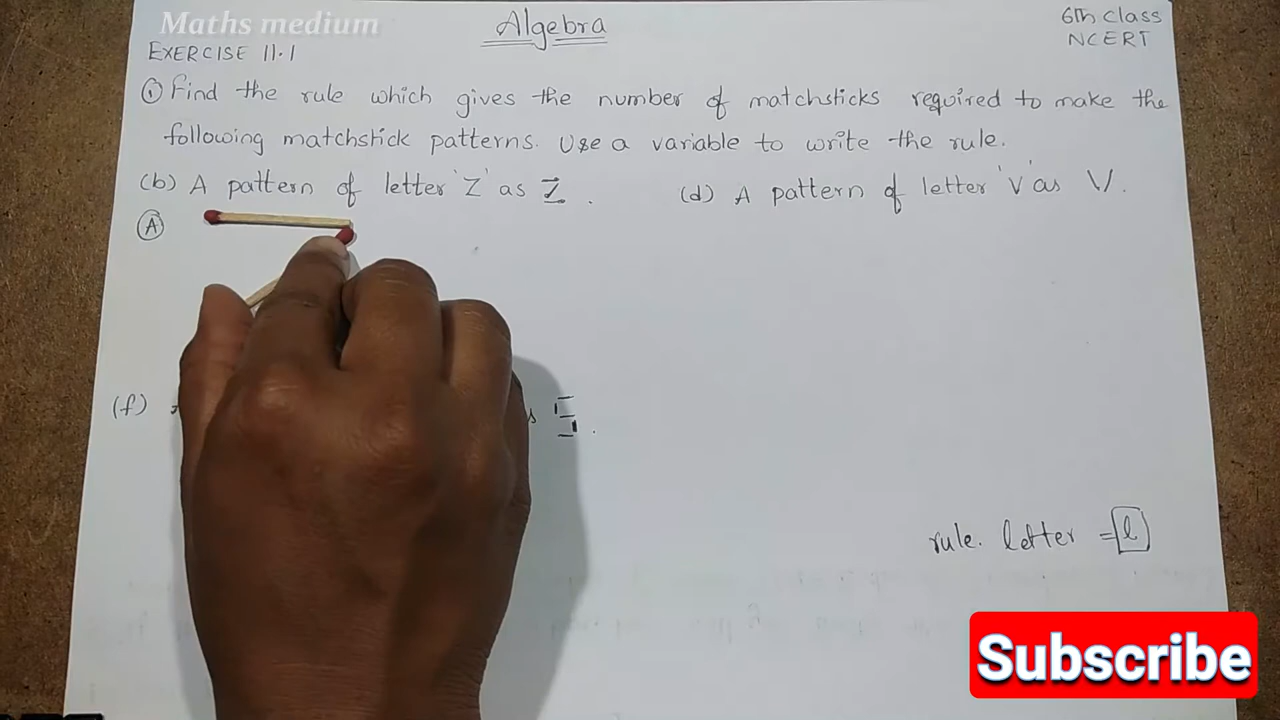 Maths medium
Algebra
6th class
NCERT
EXERCISE 11.1
① Find the rule which gives the number of matchsticks required to make the
following matchstick patterns. Use a variable to write the rule.
(b) A pattern of letter 'Z' as Z.
(d) A pattern of letter 'V' as V.
Ⓐ
(f)
s 5.
rule. letter = l
Subscribe